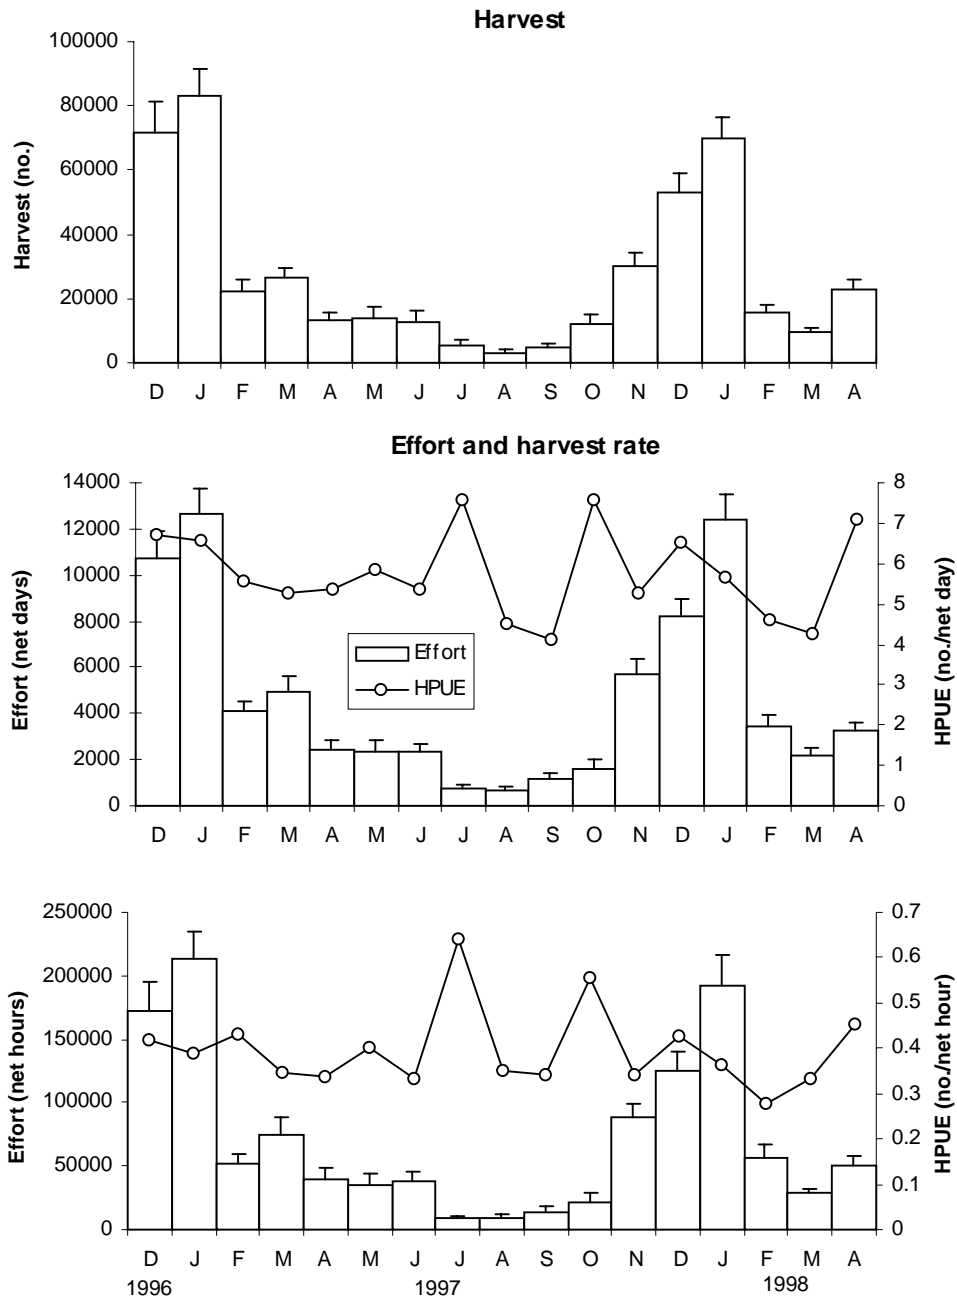 Harvest
100000
80000
60000
40000
20000
0
Harvest (no.)
D J F M A M J J A S O N D J F M A
Effort and harvest rate
14000
12000
10000
8000
6000
4000
2000
0
Effort (net days)
8
7
6
5
4
3
2
1
0
HPUE (no./net day)
Effort
HPUE
D J F M A M J J A S O N D J F M A
250000
200000
150000
100000
50000
0
Effort (net hours)
0.7
0.6
0.5
0.4
0.3
0.2
0.1
0
HPUE (no./net hour)
D J F M A M J J A S O N D J F M A
1996 1997 1998